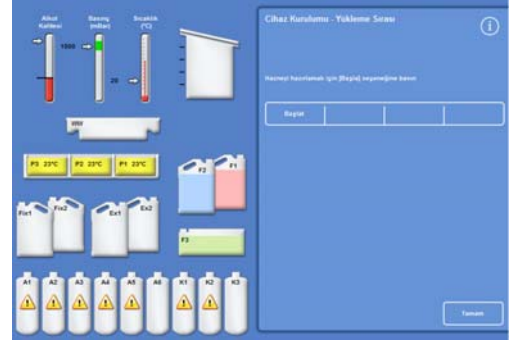 Alkol
Kalitesi
Basınç
(mBar)
Sıcaklık
(°C)
1000
20
P3 23°C
P2 23°C
P1 23°C
F2
F1
Fix1
Fix2
Ex1
Ex2
F3
A1
A2
A3
A4
A5
A6
K1
K2
K3
Cihaz Kurulumu - Yükleme Sırası
i
Hazneyi hazırlamak için [Başla] seçeneğine basın
Başlat
Tamam